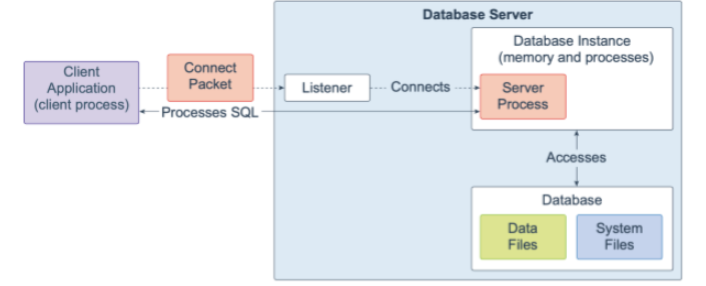 Database Server
Database Instance
(memory and processes)
Client
Application
(client process)
Connect
Packet
Listener
Connects
Server
Process
Processes SQL
Accesses
Database
Data
Files
System
Files